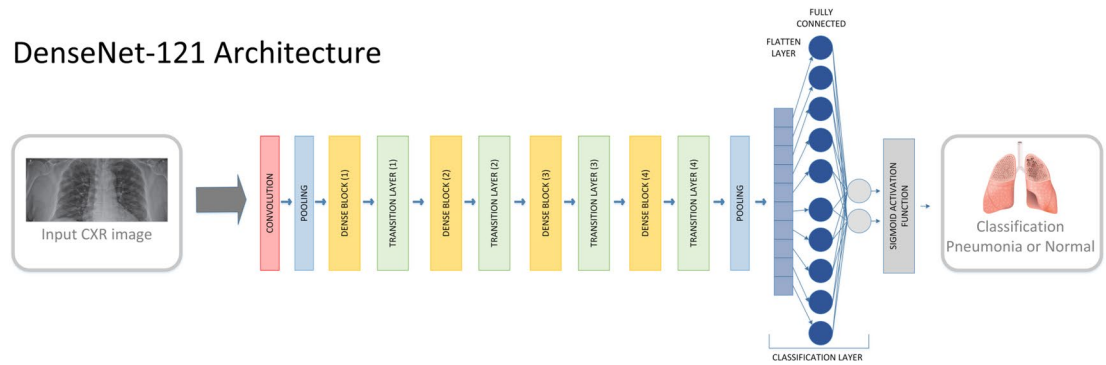 DenseNet-121 Architecture
Input CXR image
CONVOLUTION
POOLING
DENSE BLOCK (1)
TRANSITION LAYER (1)
DENSE BLOCK (2)
TRANSITION LAYER (2)
DENSE BLOCK (3)
TRANSITION LAYER (3)
DENSE BLOCK (4)
TRANSITION LAYER (4)
POOLING
FLATTEN
LAYER
FULLY
CONNECTED
CLASSIFICATION LAYER
SIGMOID ACTIVATION
FUNCTION
Classification
Pneumonia or Normal